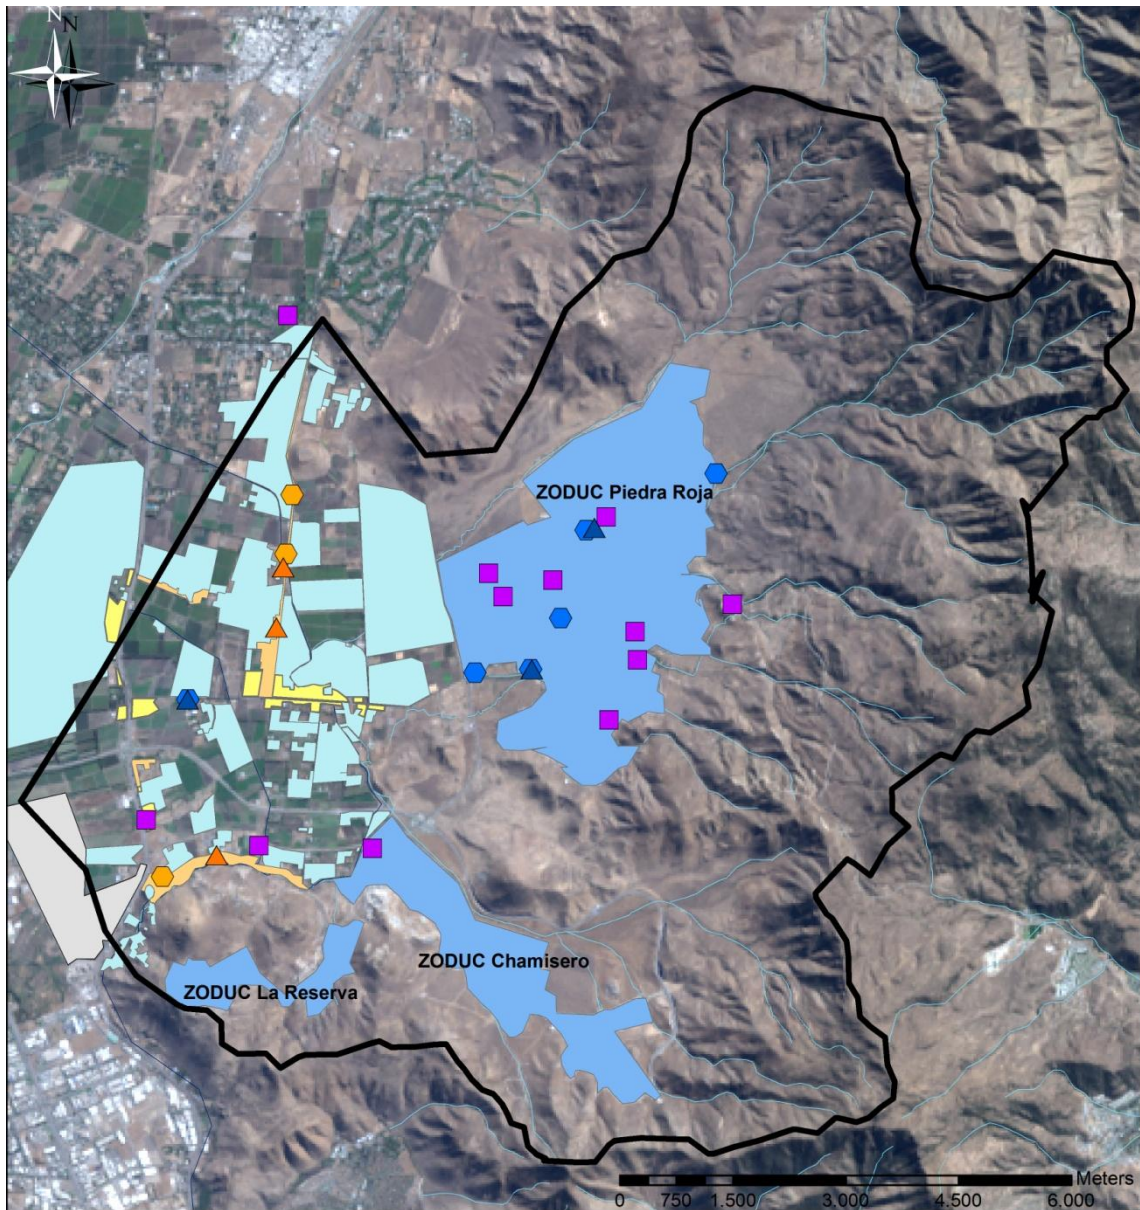 N
N
ZODUC Piedra Roja
ZODUC Chamisero
ZODUC La Reserva
Meters
0 750 1.500 3.000 4.500 6.000